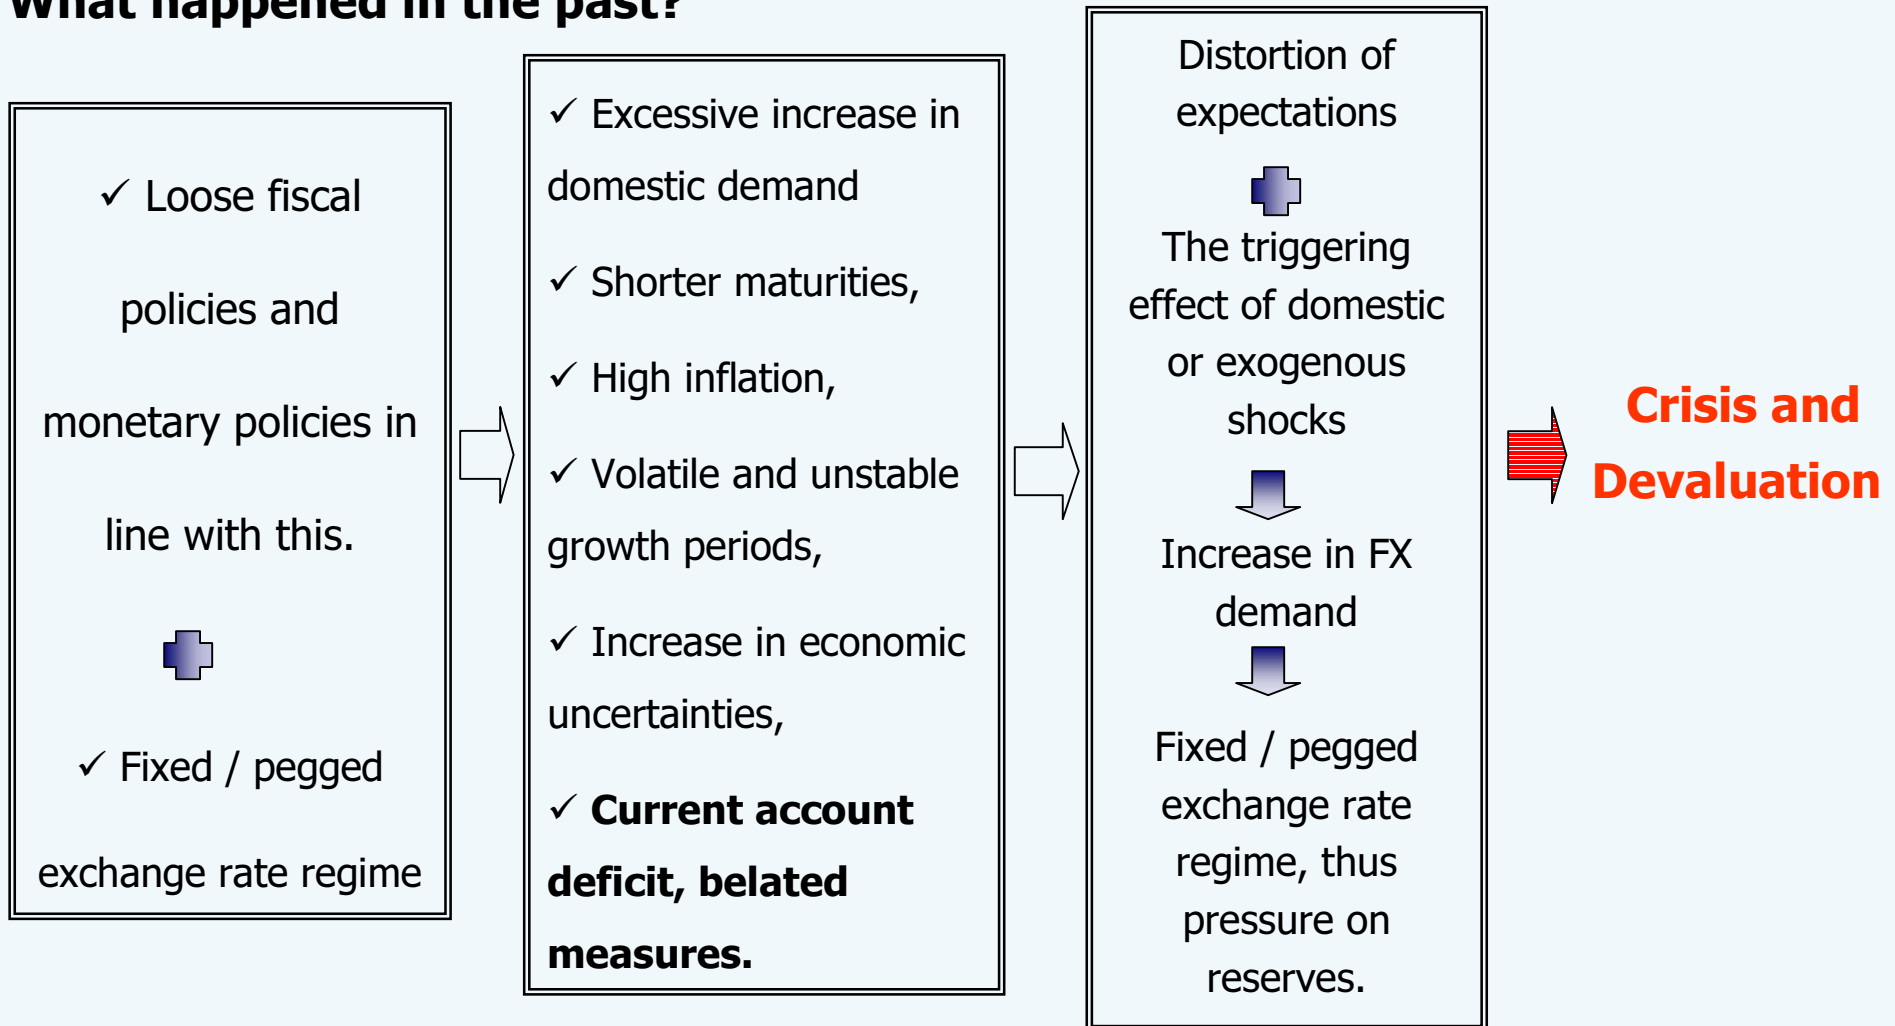 What happened in the past?
✓ Loose fiscal
policies and
monetary policies in
line with this.
✓ Fixed / pegged
exchange rate regime
✓ Excessive increase in
domestic demand
✓ Shorter maturities,
✓ High inflation,
✓ Volatile and unstable
growth periods,
✓ Increase in economic
uncertainties,
✓ Current account
deficit, belated
measures.
Distortion of
expectations
The triggering
effect of domestic
or exogenous
shocks
Increase in FX
demand
Fixed / pegged
exchange rate
regime, thus
pressure on
reserves.
Crisis and
Devaluation